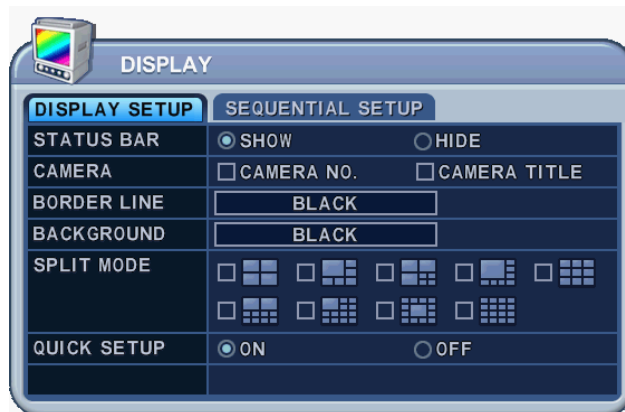 DISPLAY
DISPLAY SETUP SEQUENTIAL SETUP
STATUS BAR SHOW HIDE
CAMERA CAMERA NO. CAMERA TITLE
BORDER LINE BLACK
BACKGROUND BLACK
SPLIT MODE
QUICK SETUP ON OFF